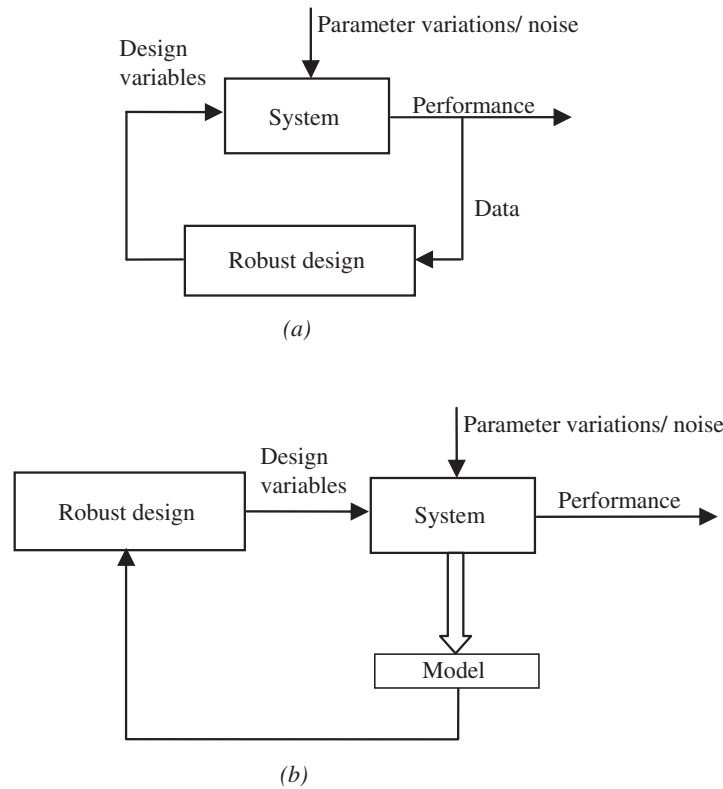 Parameter variations/ noise
Design
variables
System
Performance
Data
Robust design
(a)
Parameter variations/ noise
Design
variables
Robust design
System
Performance
Model
(b)